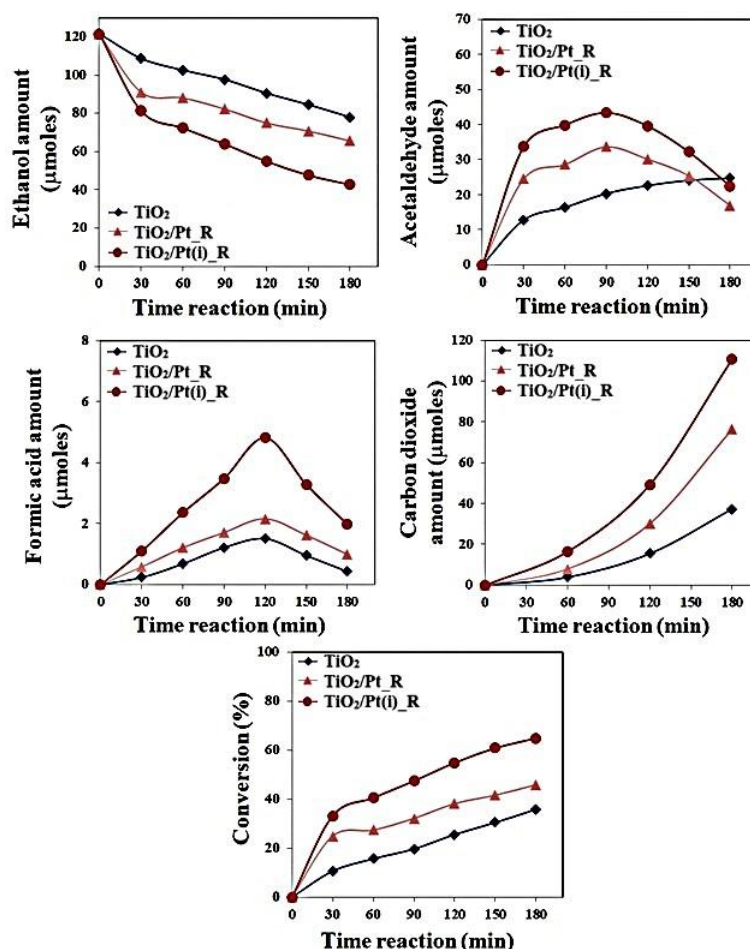 Ethanol amount
(μmoles)
120
100
80
60
40
20
0
TiO₂
TiO₂/Pt_R
TiO₂/Pt(i)_R
0 30 60 90 120 150 180
Time reaction (min)
Acetaldehyde amount
(μmoles)
70
60
50
40
30
20
10
0
TiO₂
TiO₂/Pt_R
TiO₂/Pt(i)_R
0 30 60 90 120 150 180
Time reaction (min)
Formic acid amount
(μmoles)
8
6
4
2
0
TiO₂
TiO₂/Pt_R
TiO₂/Pt(i)_R
0 30 60 90 120 150 180
Time reaction (min)
Carbon dioxide
amount (μmoles)
120
100
80
60
40
20
0
TiO₂
TiO₂/Pt_R
TiO₂/Pt(i)_R
0 30 60 90 120 150 180
Time reaction (min)
Conversion (%)
100
80
60
40
20
0
TiO₂
TiO₂/Pt_R
TiO₂/Pt(i)_R
0 30 60 90 120 150 180
Time reaction (min)